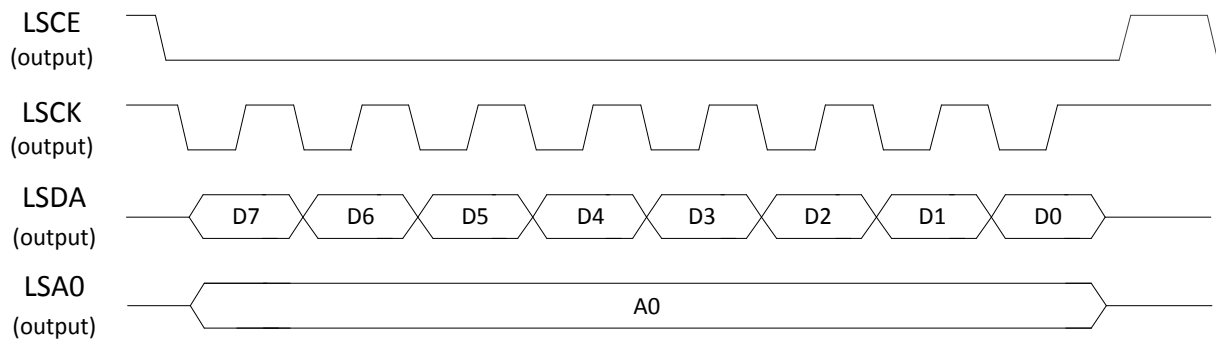 LSCE
(output)
LSCK
(output)
LSDA
(output)
D7 D6 D5 D4 D3 D2 D1 D0
LSA0
(output)
A0